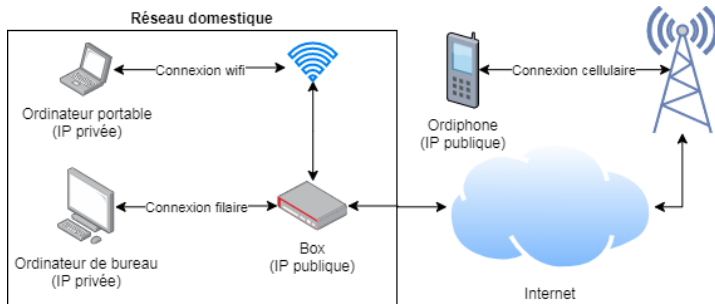 Réseau domestique
Connexion wifi
Connexion cellulaire
Ordinateur portable
(IP privée)
Ordiphone
(IP publique)
Connexion filaire
Ordinateur de bureau
(IP privée)
Box
(IP publique)
Internet